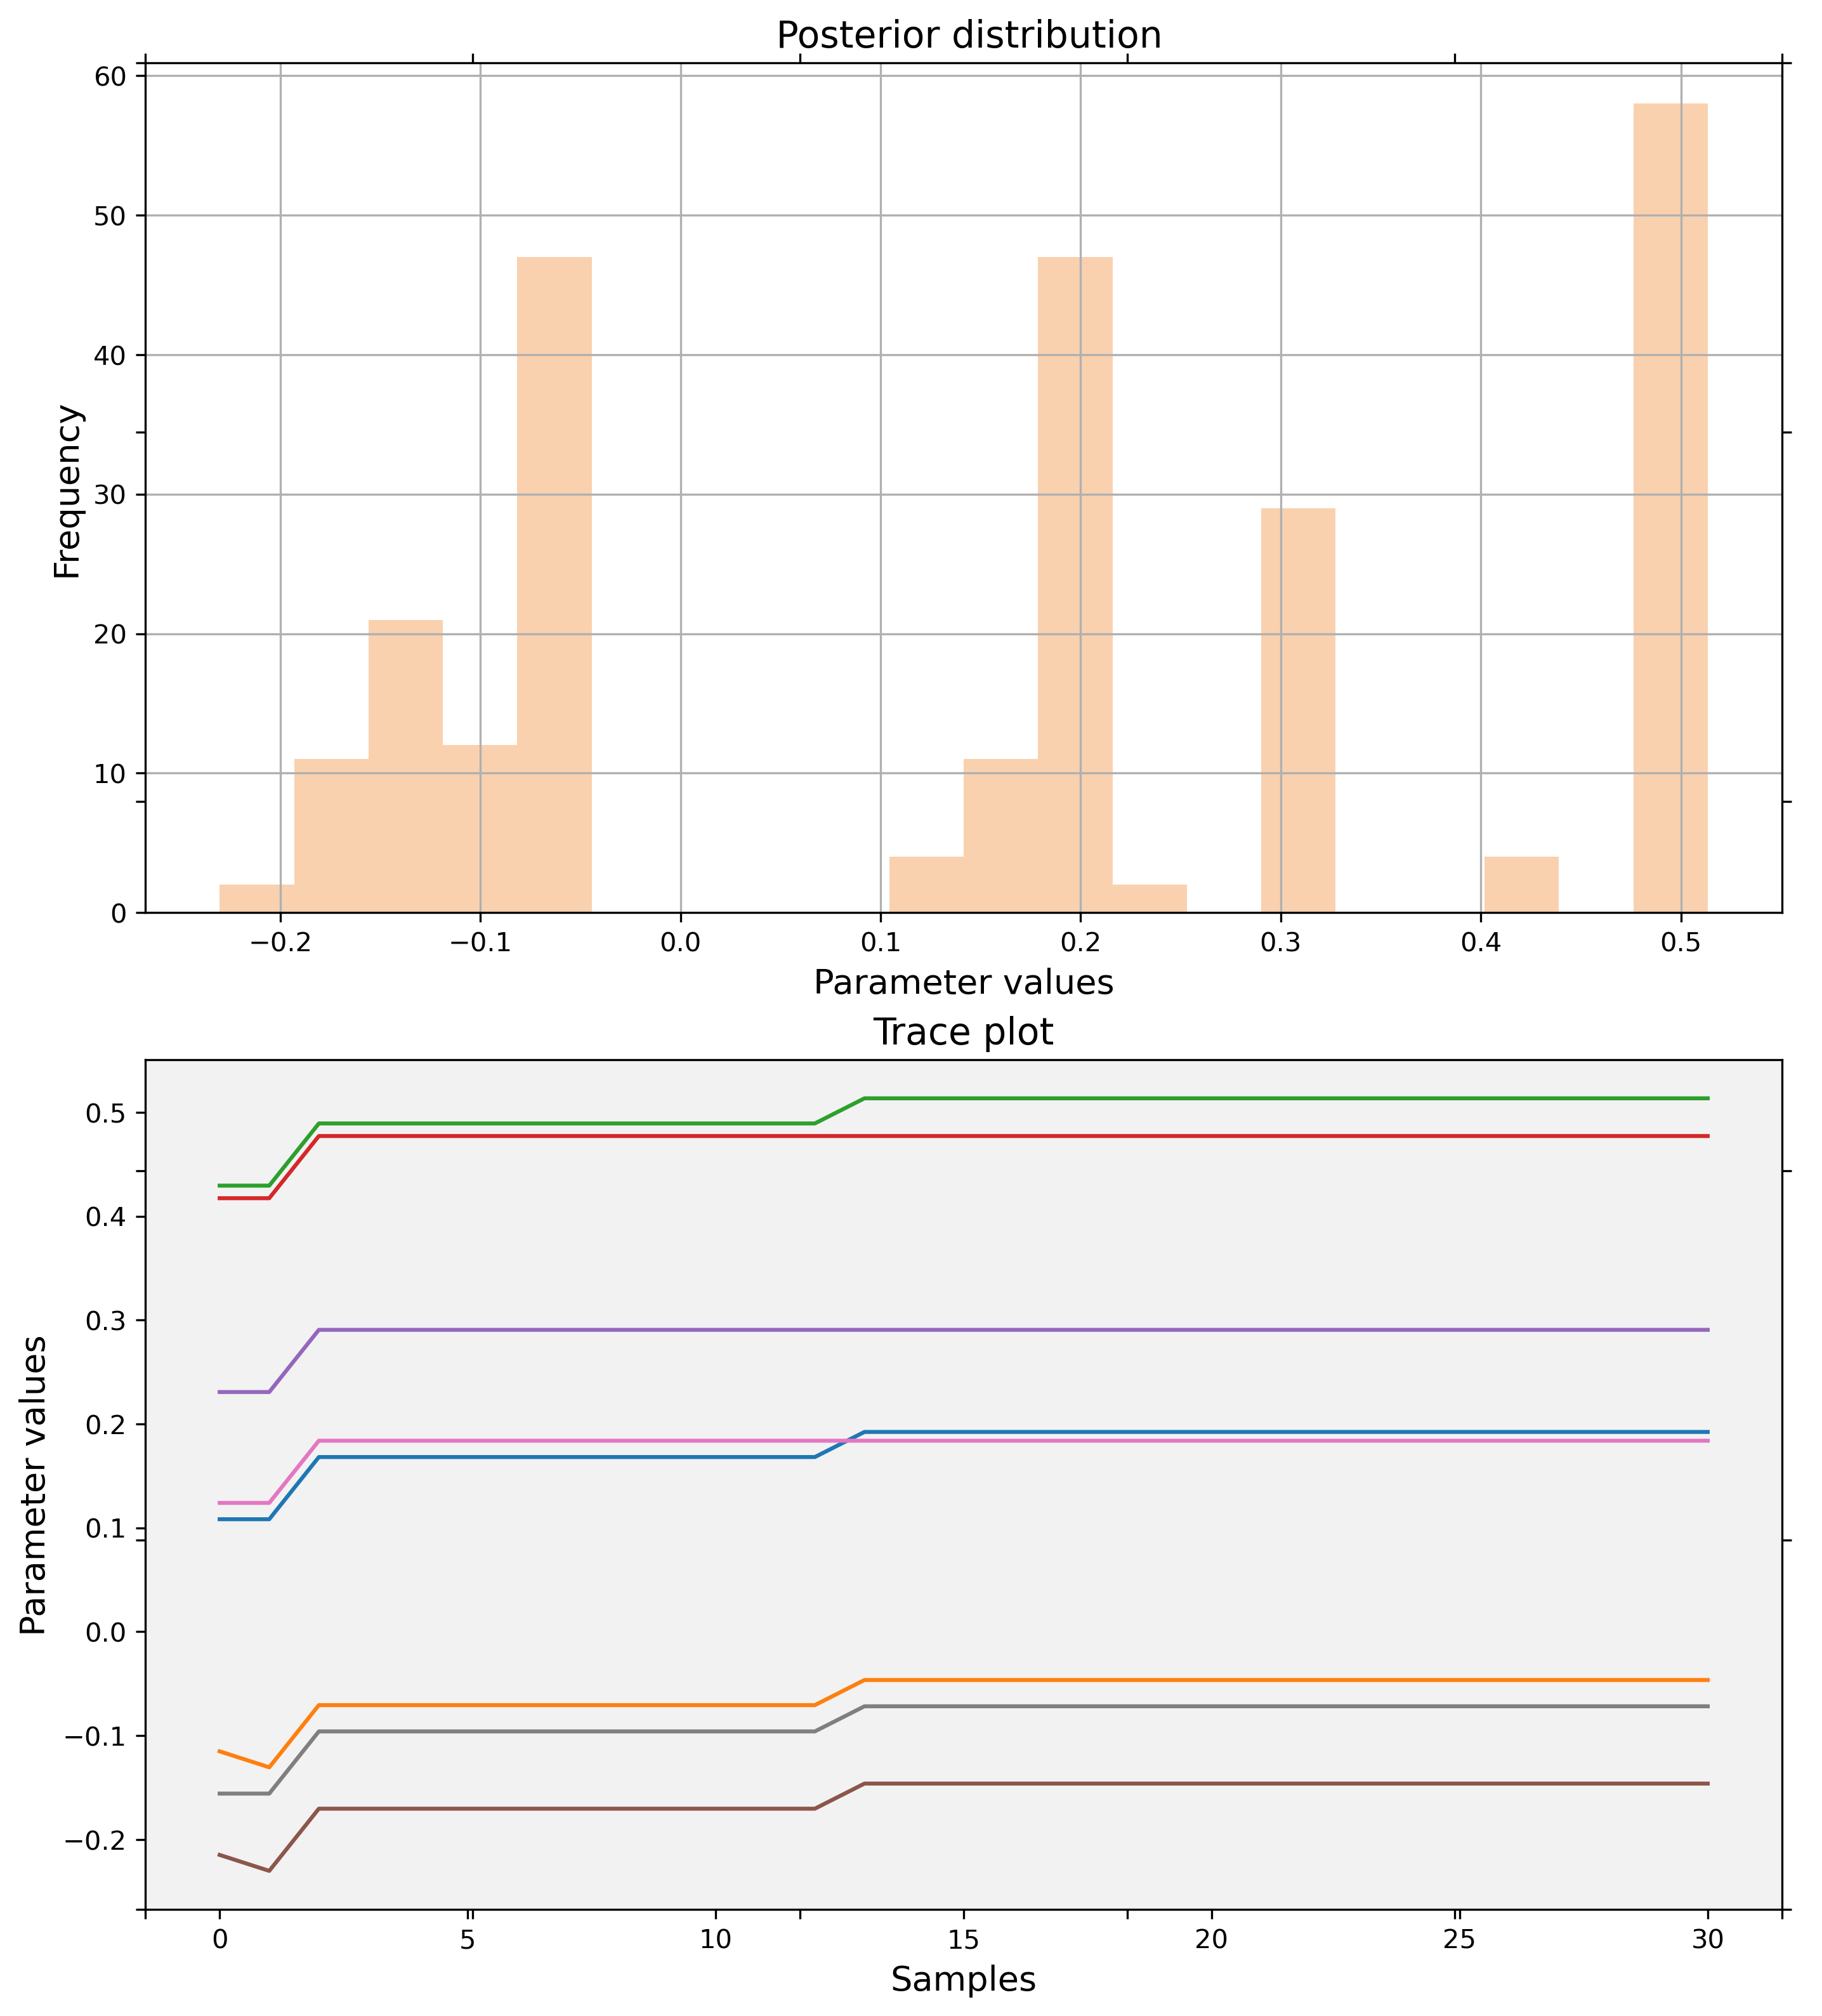 Posterior distribution
60
50
40
30
20
10
0
Frequency
−0.2 −0.1 0.0 0.1 0.2 0.3 0.4 0.5
Parameter values
Trace plot
0.5
0.4
0.3
0.2
0.1
0.0
−0.1
−0.2
Parameter values
0 5 10 15 20 25 30
Samples